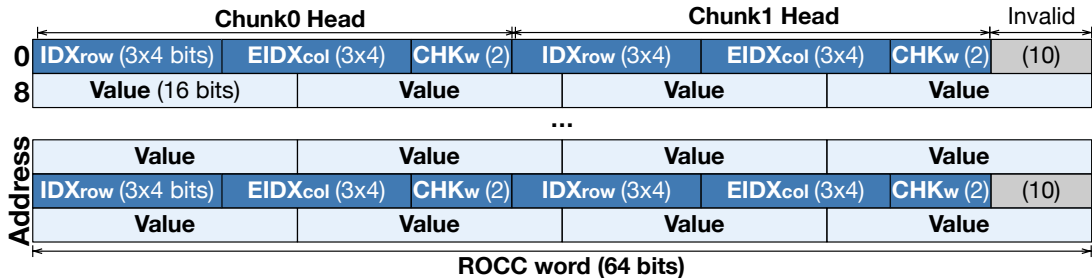 Chunk0 Head Chunk1 Head Invalid
0 IDXrow (3x4 bits) EIDXcol (3x4) CHKw (2) IDXrow (3x4) EIDXcol (3x4) CHKw (2) (10)
8 Value (16 bits) Value Value Value
...
Value Value Value Value
IDXrow (3x4 bits) EIDXcol (3x4) CHKw (2) IDXrow (3x4) EIDXcol (3x4) CHKw (2) (10)
Value Value Value Value
Address
ROCC word (64 bits)